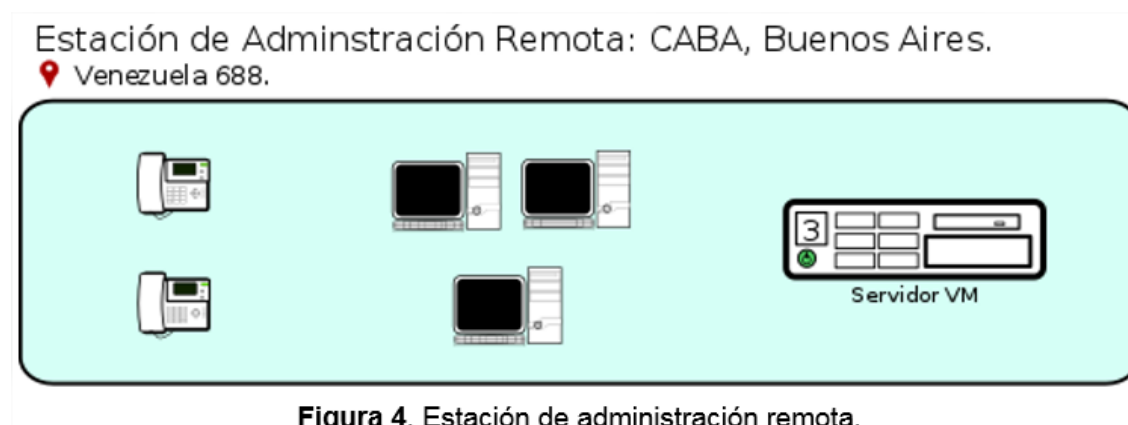 Estación de Adminstración Remota: CABA, Buenos Aires.
Venezuela 688.
3
Servidor VM
Figura 4. Estación de administración remota.